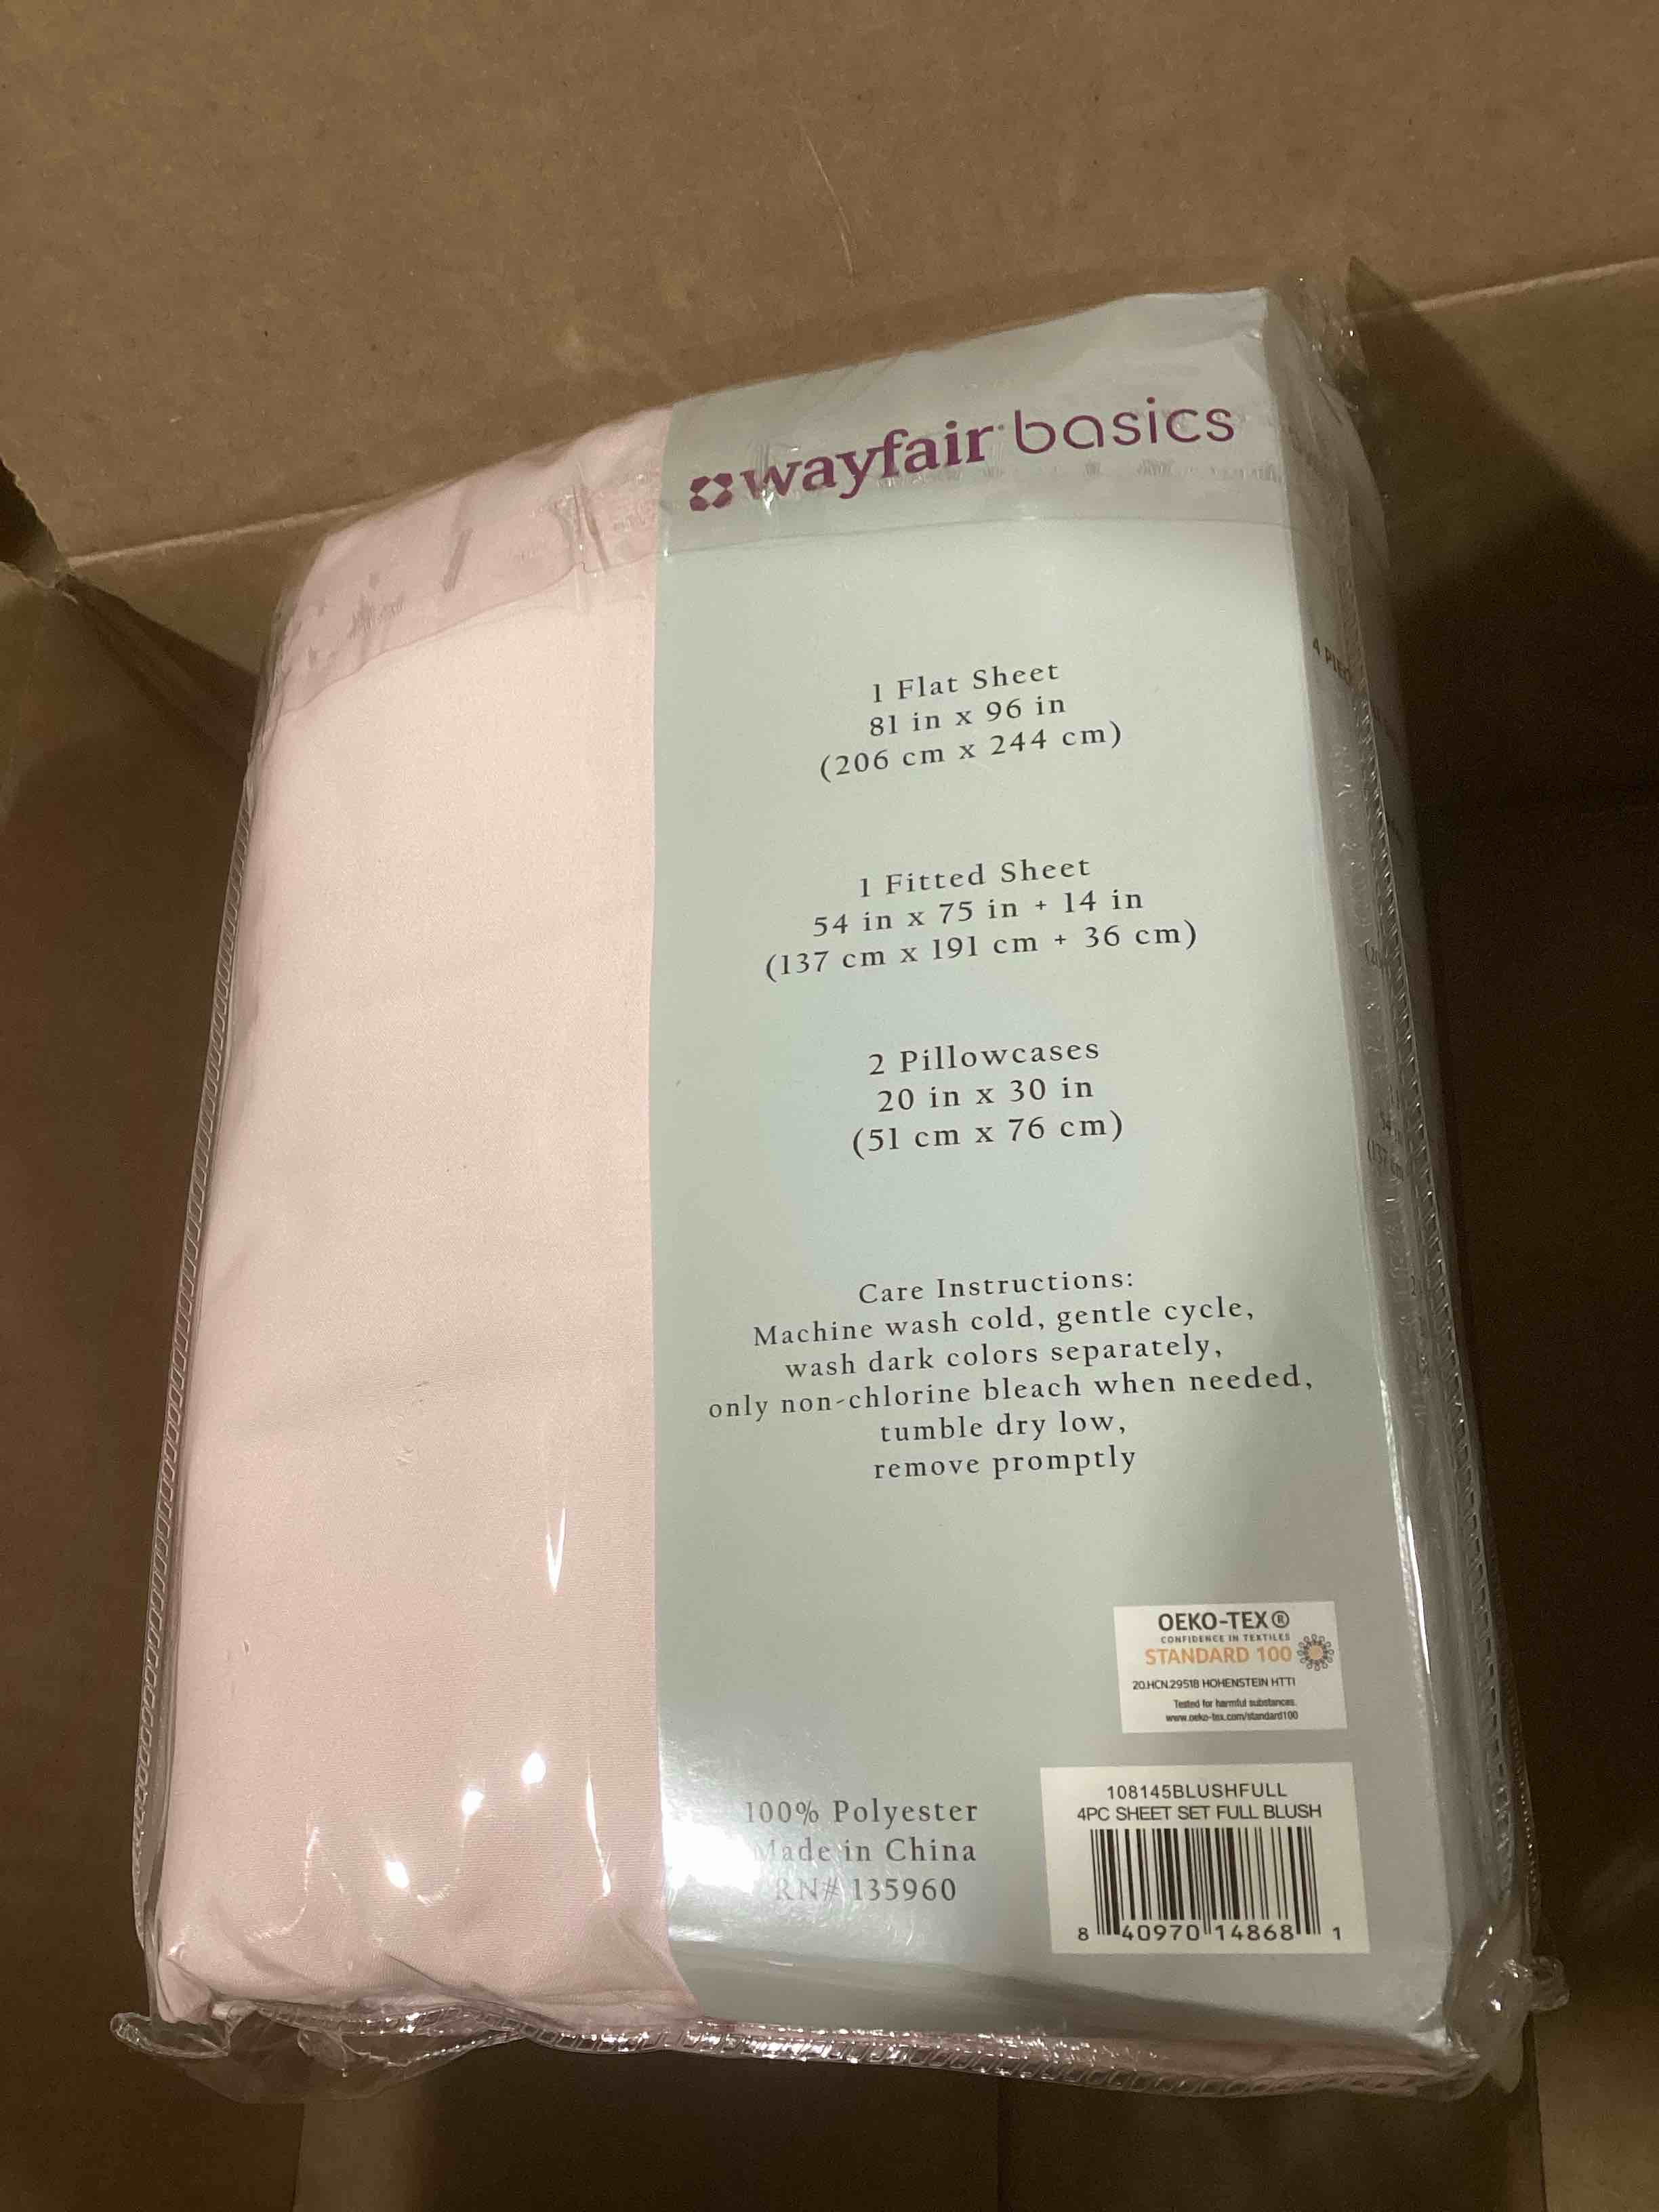 wayfair basics
1 Flat Sheet
81 in x 96 in
(206 cm x 244 cm)
1 Fitted Sheet
54 in x 75 in + 14 in
(137 cm x 191 cm + 36 cm)
2 Pillowcases
20 in x 30 in
(51 cm x 76 cm)
Care Instructions:
Machine wash cold, gentle cycle,
wash dark colors separately,
only non-chlorine bleach when needed,
tumble dry low,
remove promptly
OEKO-TEX®
CONFIDENCE IN TEXTILES
STANDARD 100
20.HCN.29518 HOHENSTEIN HTTI
Tested for harmful substances.
www.oeko-tex.com/standard100
100% Polyester
Made in China
RN# 135960
108145BLUSHFULL
4PC SHEET SET FULL BLUSH
8 40970 14868 1
4 PIEC
(137 cm